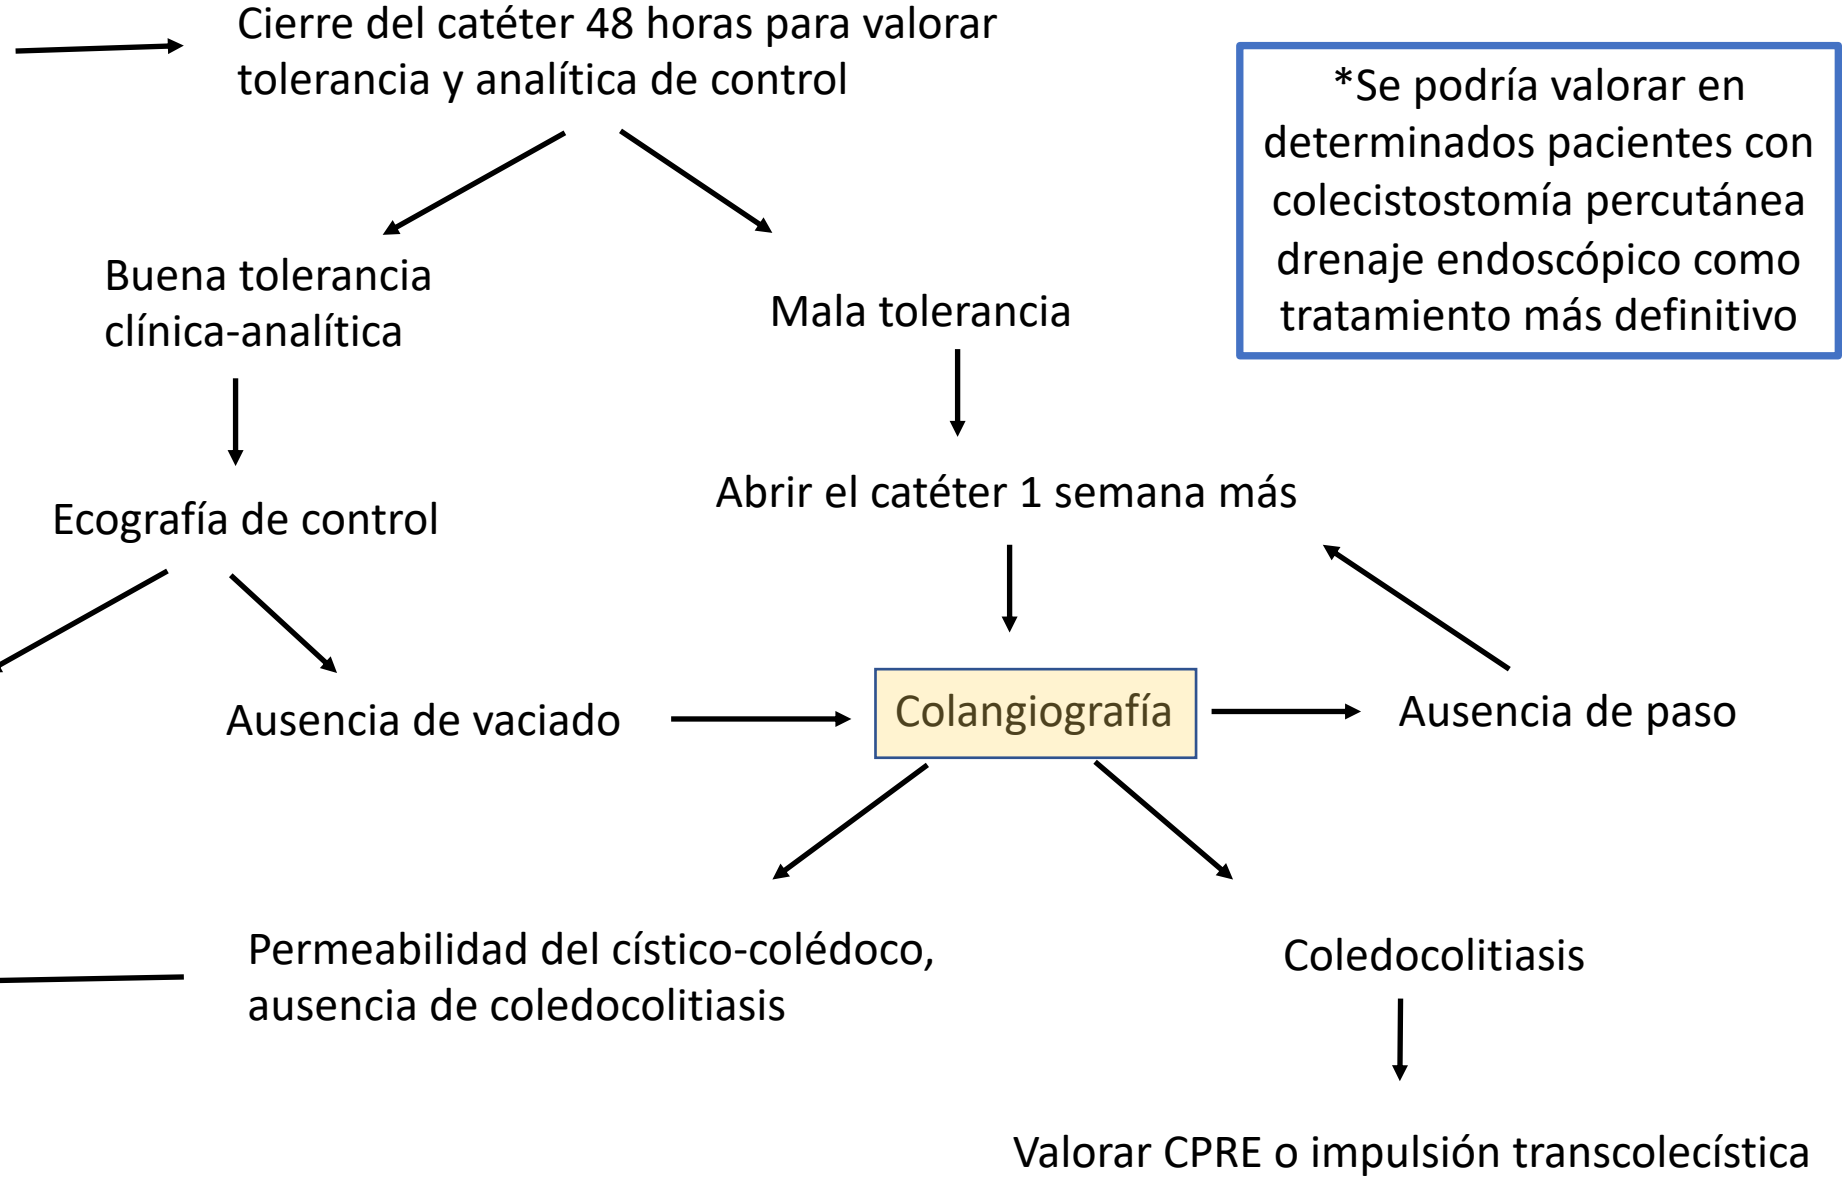 Cierre del catéter 48 horas para valorar
tolerancia y analítica de control
*Se podría valorar en
determinados pacientes con
colecistostomía percutánea
drenaje endoscópico como
tratamiento más definitivo
Buena tolerancia
clínica-analítica
Mala tolerancia
Ecografía de control
Abrir el catéter 1 semana más
Ausencia de vaciado
Colangiografía
Ausencia de paso
Permeabilidad del cístico-colédoco,
ausencia de coledocolitiasis
Coledocolitiasis
Valorar CPRE o impulsión transcolecística